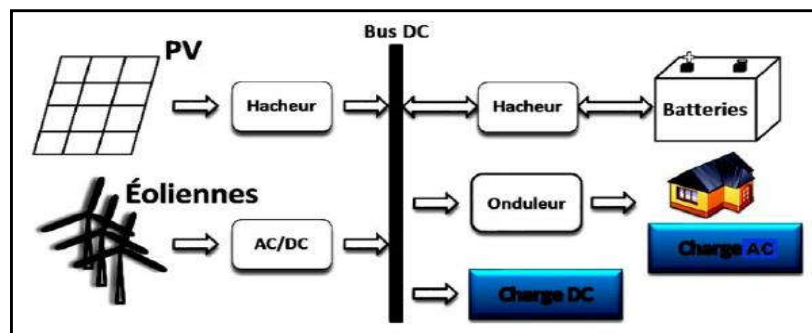 Bus DC
PV
Hacheur
Hacheur
Batteries
Éoliennes
AC/DC
Onduleur
Charge AC
Charge DC